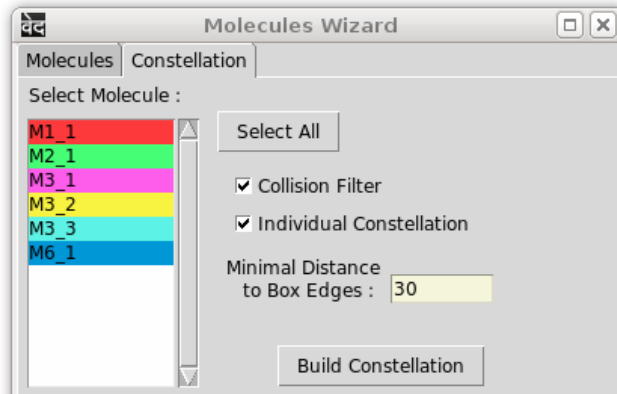 वेद Molecules Wizard
Molecules Constellation
Select Molecule :
Select All
M1_1
M2_1
M3_1
M3_2
M3_3
M6_1
Collision Filter
Individual Constellation
Minimal Distance
to Box Edges : 30
Build Constellation